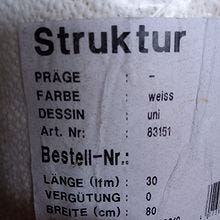 Struktur
PRÄGE : -
FARBE : weiss
DESSIN : uni
Art. Nr: 83151
Bestell-Nr.:
LÄNGE (lfm) : 30
VERGÜTUNG : 0
BREITE (cm) : 80